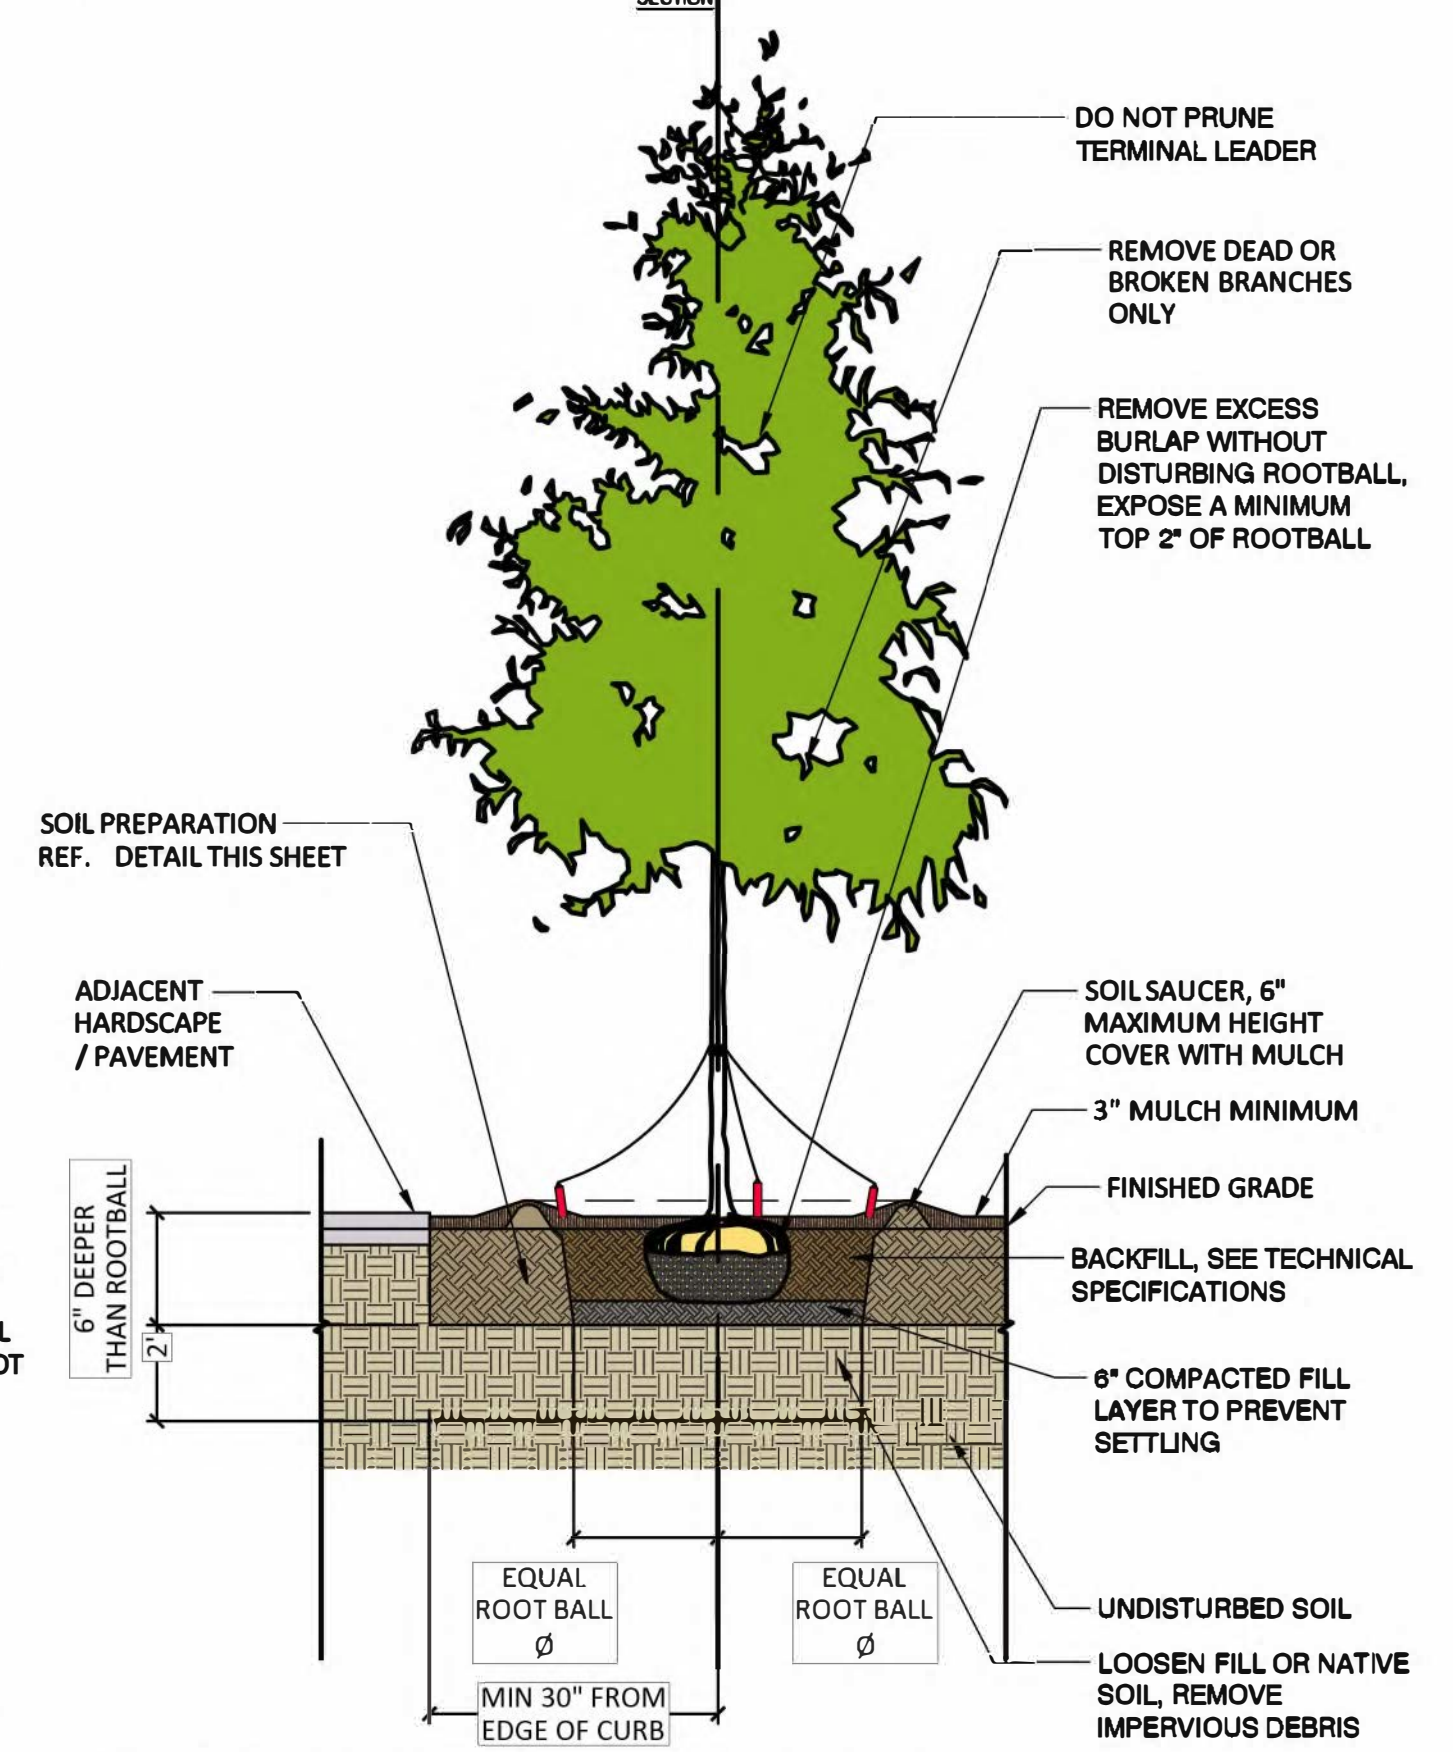 SECTION
DO NOT PRUNE
TERMINAL LEADER
REMOVE DEAD OR
BROKEN BRANCHES
ONLY
REMOVE EXCESS
BURLAP WITHOUT
DISTURBING ROOTBALL,
EXPOSE A MINIMUM
TOP 2" OF ROOTBALL
SOIL PREPARATION
REF. DETAIL THIS SHEET
ADJACENT
HARDSCAPE
/ PAVEMENT
SOIL SAUCER, 6"
MAXIMUM HEIGHT
COVER WITH MULCH
3" MULCH MINIMUM
FINISHED GRADE
BACKFILL, SEE TECHNICAL
SPECIFICATIONS
6" DEEPER
THAN ROOTBALL
2'
6" COMPACTED FILL
LAYER TO PREVENT
SETTLING
EQUAL
ROOT BALL
Ø
EQUAL
ROOT BALL
Ø
UNDISTURBED SOIL
LOOSEN FILL OR NATIVE
SOIL, REMOVE
IMPERVIOUS DEBRIS
MIN 30" FROM
EDGE OF CURB